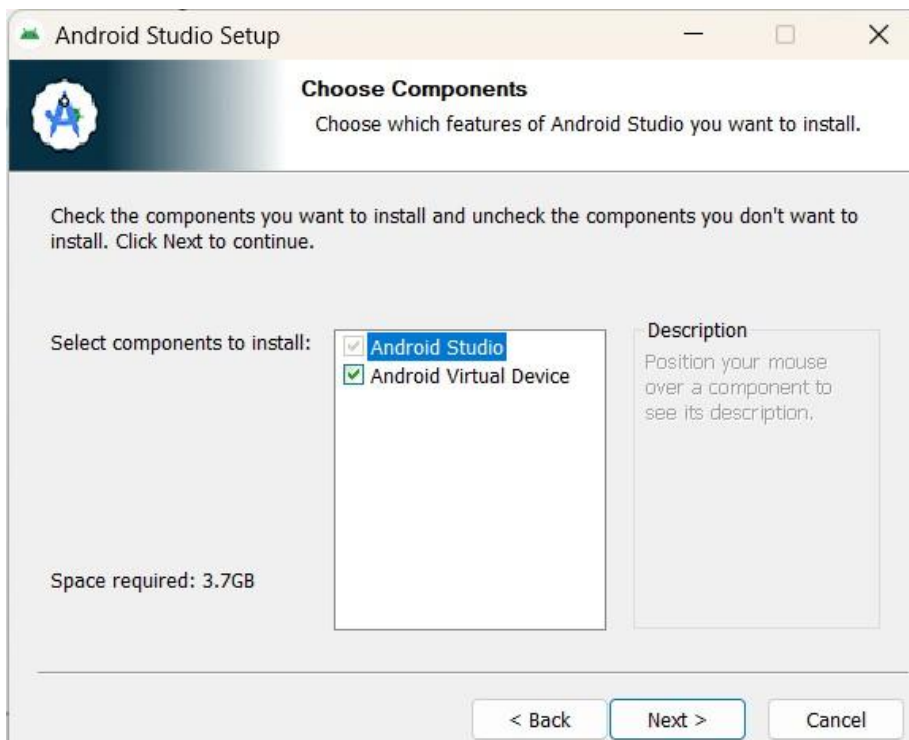 Android Studio Setup
Choose Components
Choose which features of Android Studio you want to install.
Check the components you want to install and uncheck the components you don't want to
install. Click Next to continue.
Select components to install:
Android Studio
Android Virtual Device
Description
Position your mouse
over a component to
see its description.
Space required: 3.7GB
< Back
Next >
Cancel